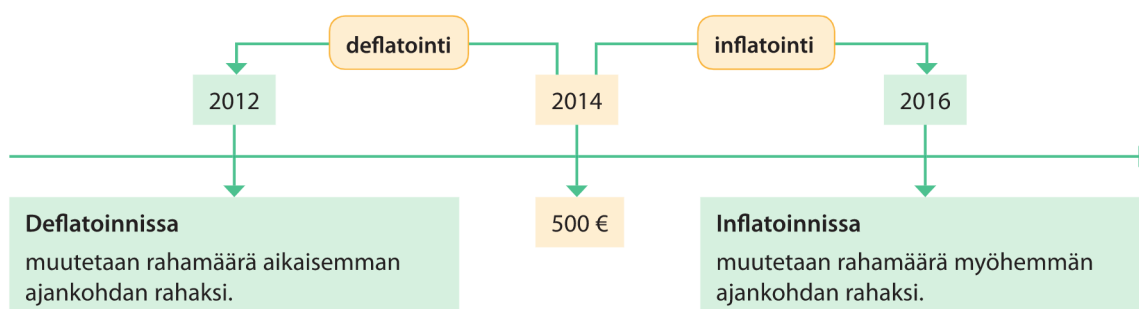 deflatointi
inflatointi
2012
2014
2016
Deflatoinnissa
muutetaan rahamäärä aikaisemman
ajankohdan rahaksi.
500 €
Inflatoinnissa
muutetaan rahamäärä myöhemmän
ajankohdan rahaksi.